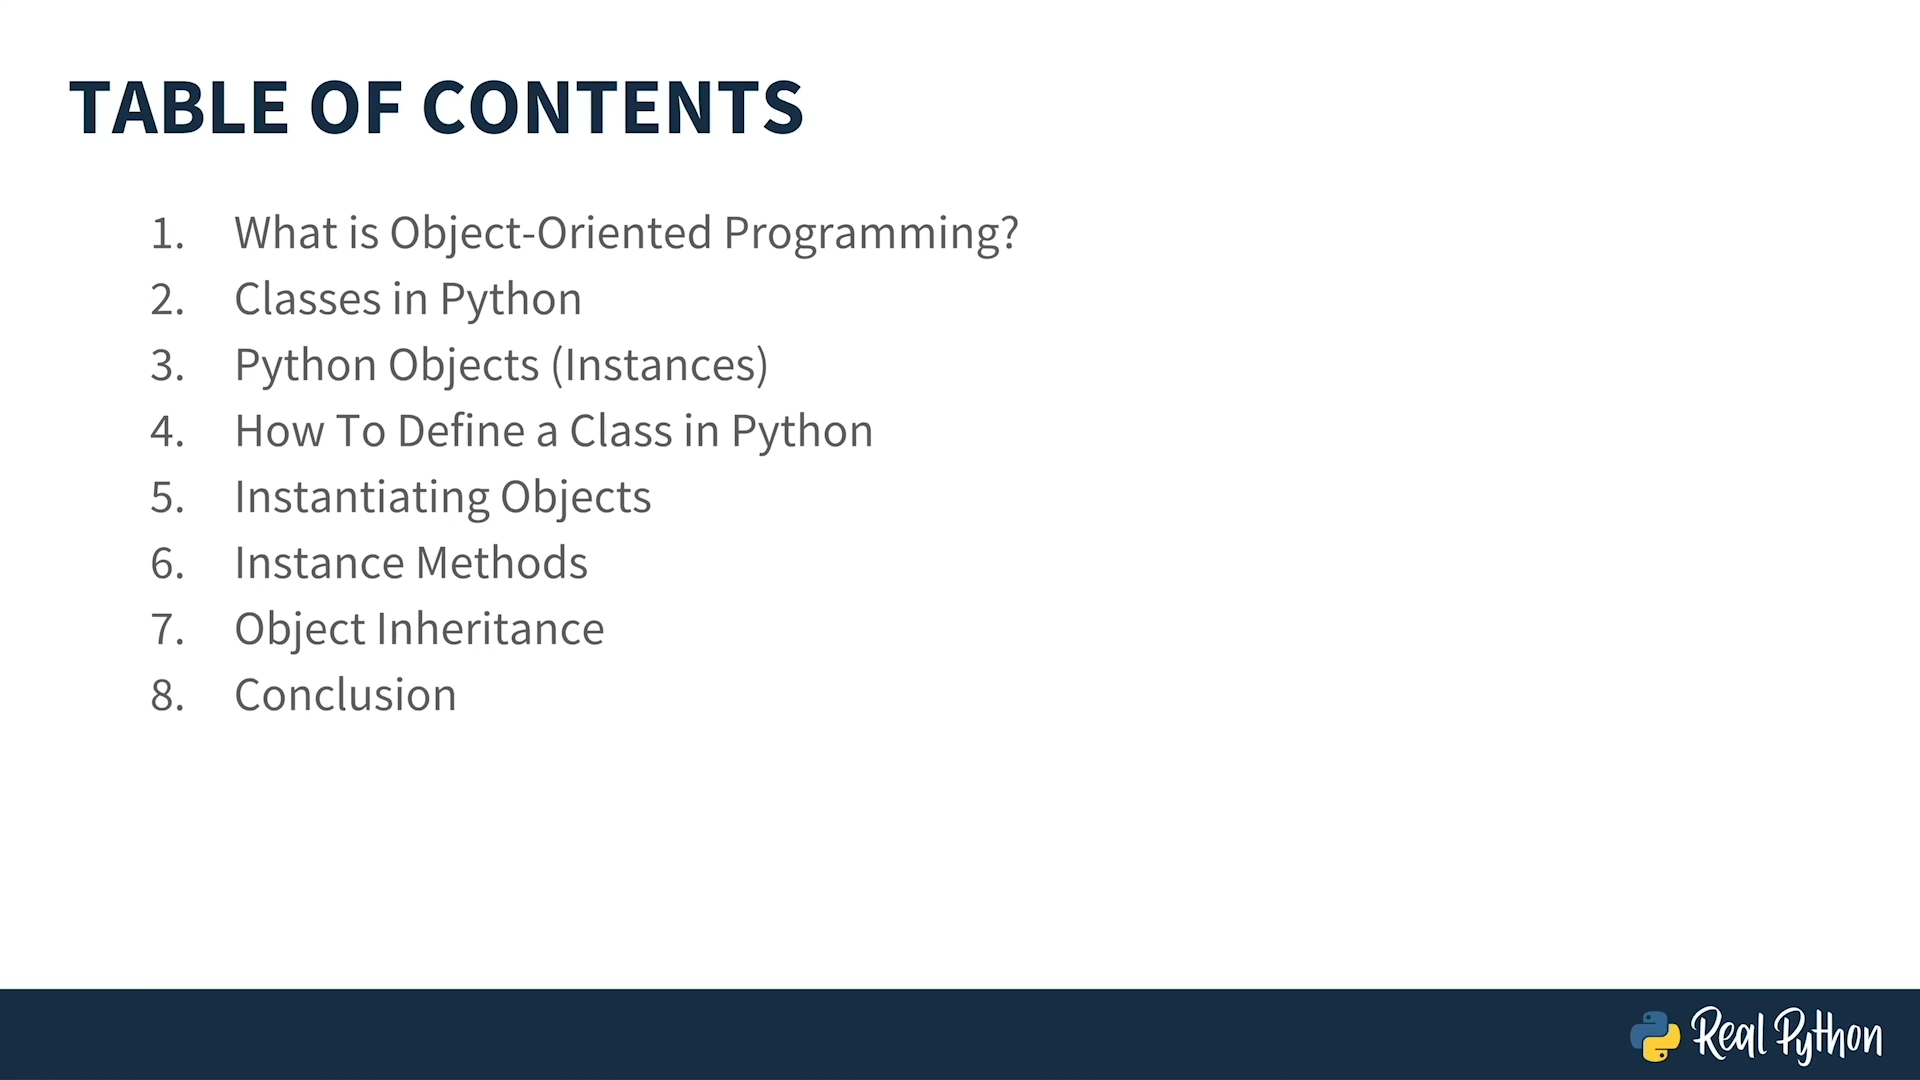 TABLE OF CONTENTS
1. What is Object-Oriented Programming?
2. Classes in Python
3. Python Objects (Instances)
4. How To Define a Class in Python
5. Instantiating Objects
6. Instance Methods
7. Object Inheritance
8. Conclusion
Real Python